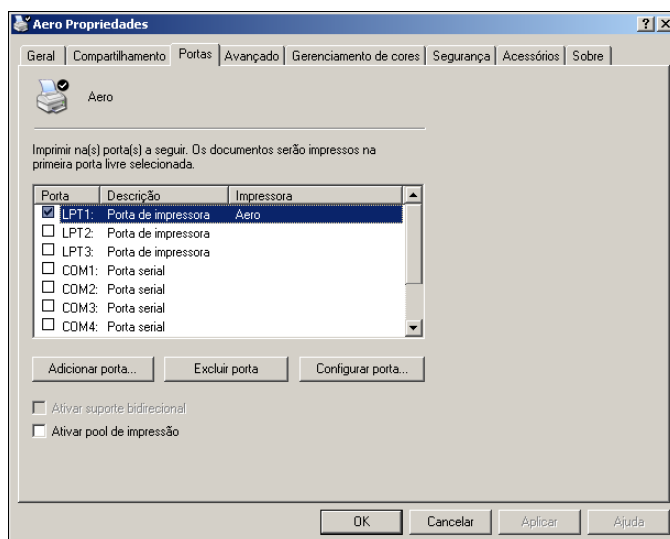 Aero Propriedades
Geral Compartilhamento Portas Avançado Gerenciamento de cores Segurança Acessórios Sobre
Aero
Imprimir na(s) porta(s) a seguir. Os documentos serão impressos na
primeira porta livre selecionada.
Porta Descrição Impressora
LPT1: Porta de impressora Aero
LPT2: Porta de impressora
LPT3: Porta de impressora
COM1: Porta serial
COM2: Porta serial
COM3: Porta serial
COM4: Porta serial
Adicionar porta... Excluir porta Configurar porta...
Ativar suporte bidirecional
Ativar pool de impressão
OK Cancelar Aplicar Ajuda